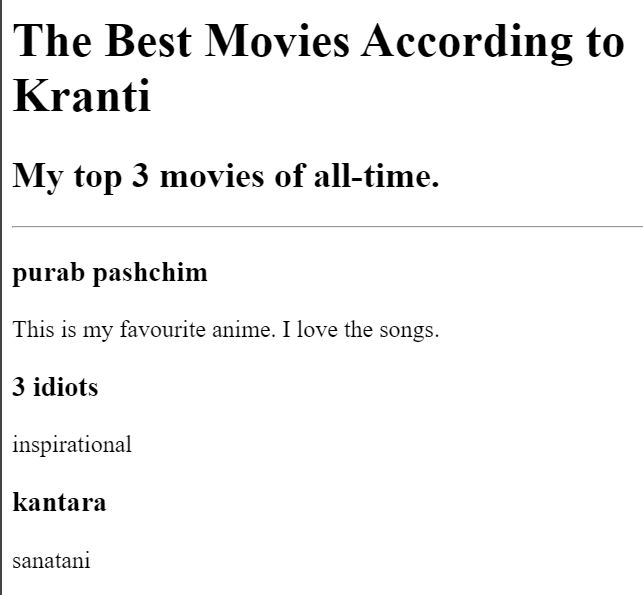 The Best Movies According to
Kranti
My top 3 movies of all-time.
purab pashchim
This is my favourite anime. I love the songs.
3 idiots
inspirational
kantara
sanatani